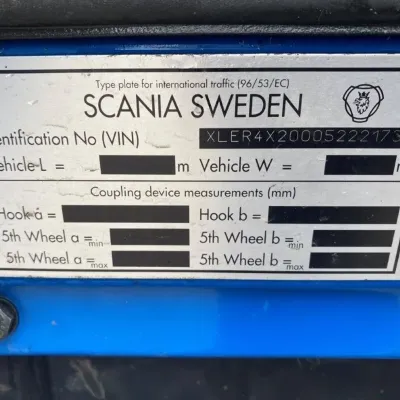 Type plate for international traffic (96/53/EC)
SCANIA SWEDEN
entification No (VIN) XLER4X20005222173
ehicle-L = m Vehicle W =
Coupling device measurements (mm)
Hook a = Hook b =
5th Wheel a min = 5th Wheel b min =
5th Wheel a max = 5th Wheel b max =